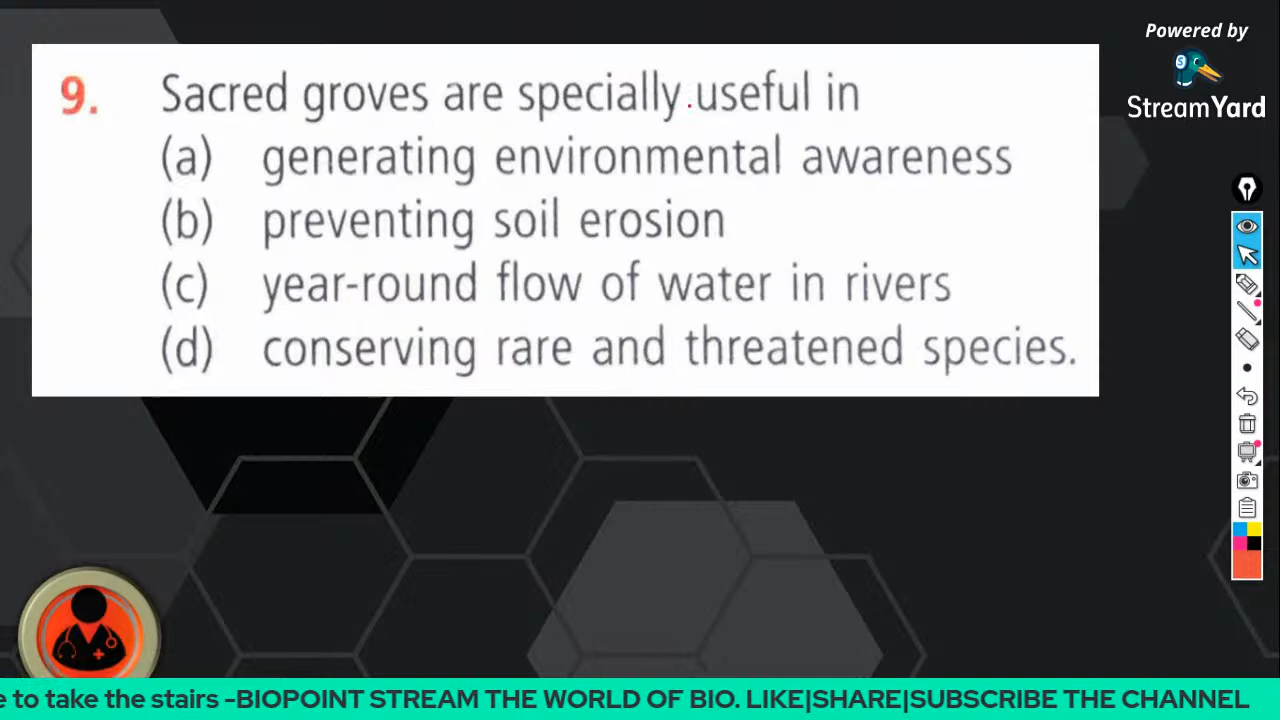 Powered by
StreamYard
9. Sacred groves are specially useful in
(a) generating environmental awareness
(b) preventing soil erosion
(c) year-round flow of water in rivers
(d) conserving rare and threatened species.
e to take the stairs -BIOPOINT STREAM THE WORLD OF BIO. LIKE|SHARE|SUBSCRIBE THE CHANNEL